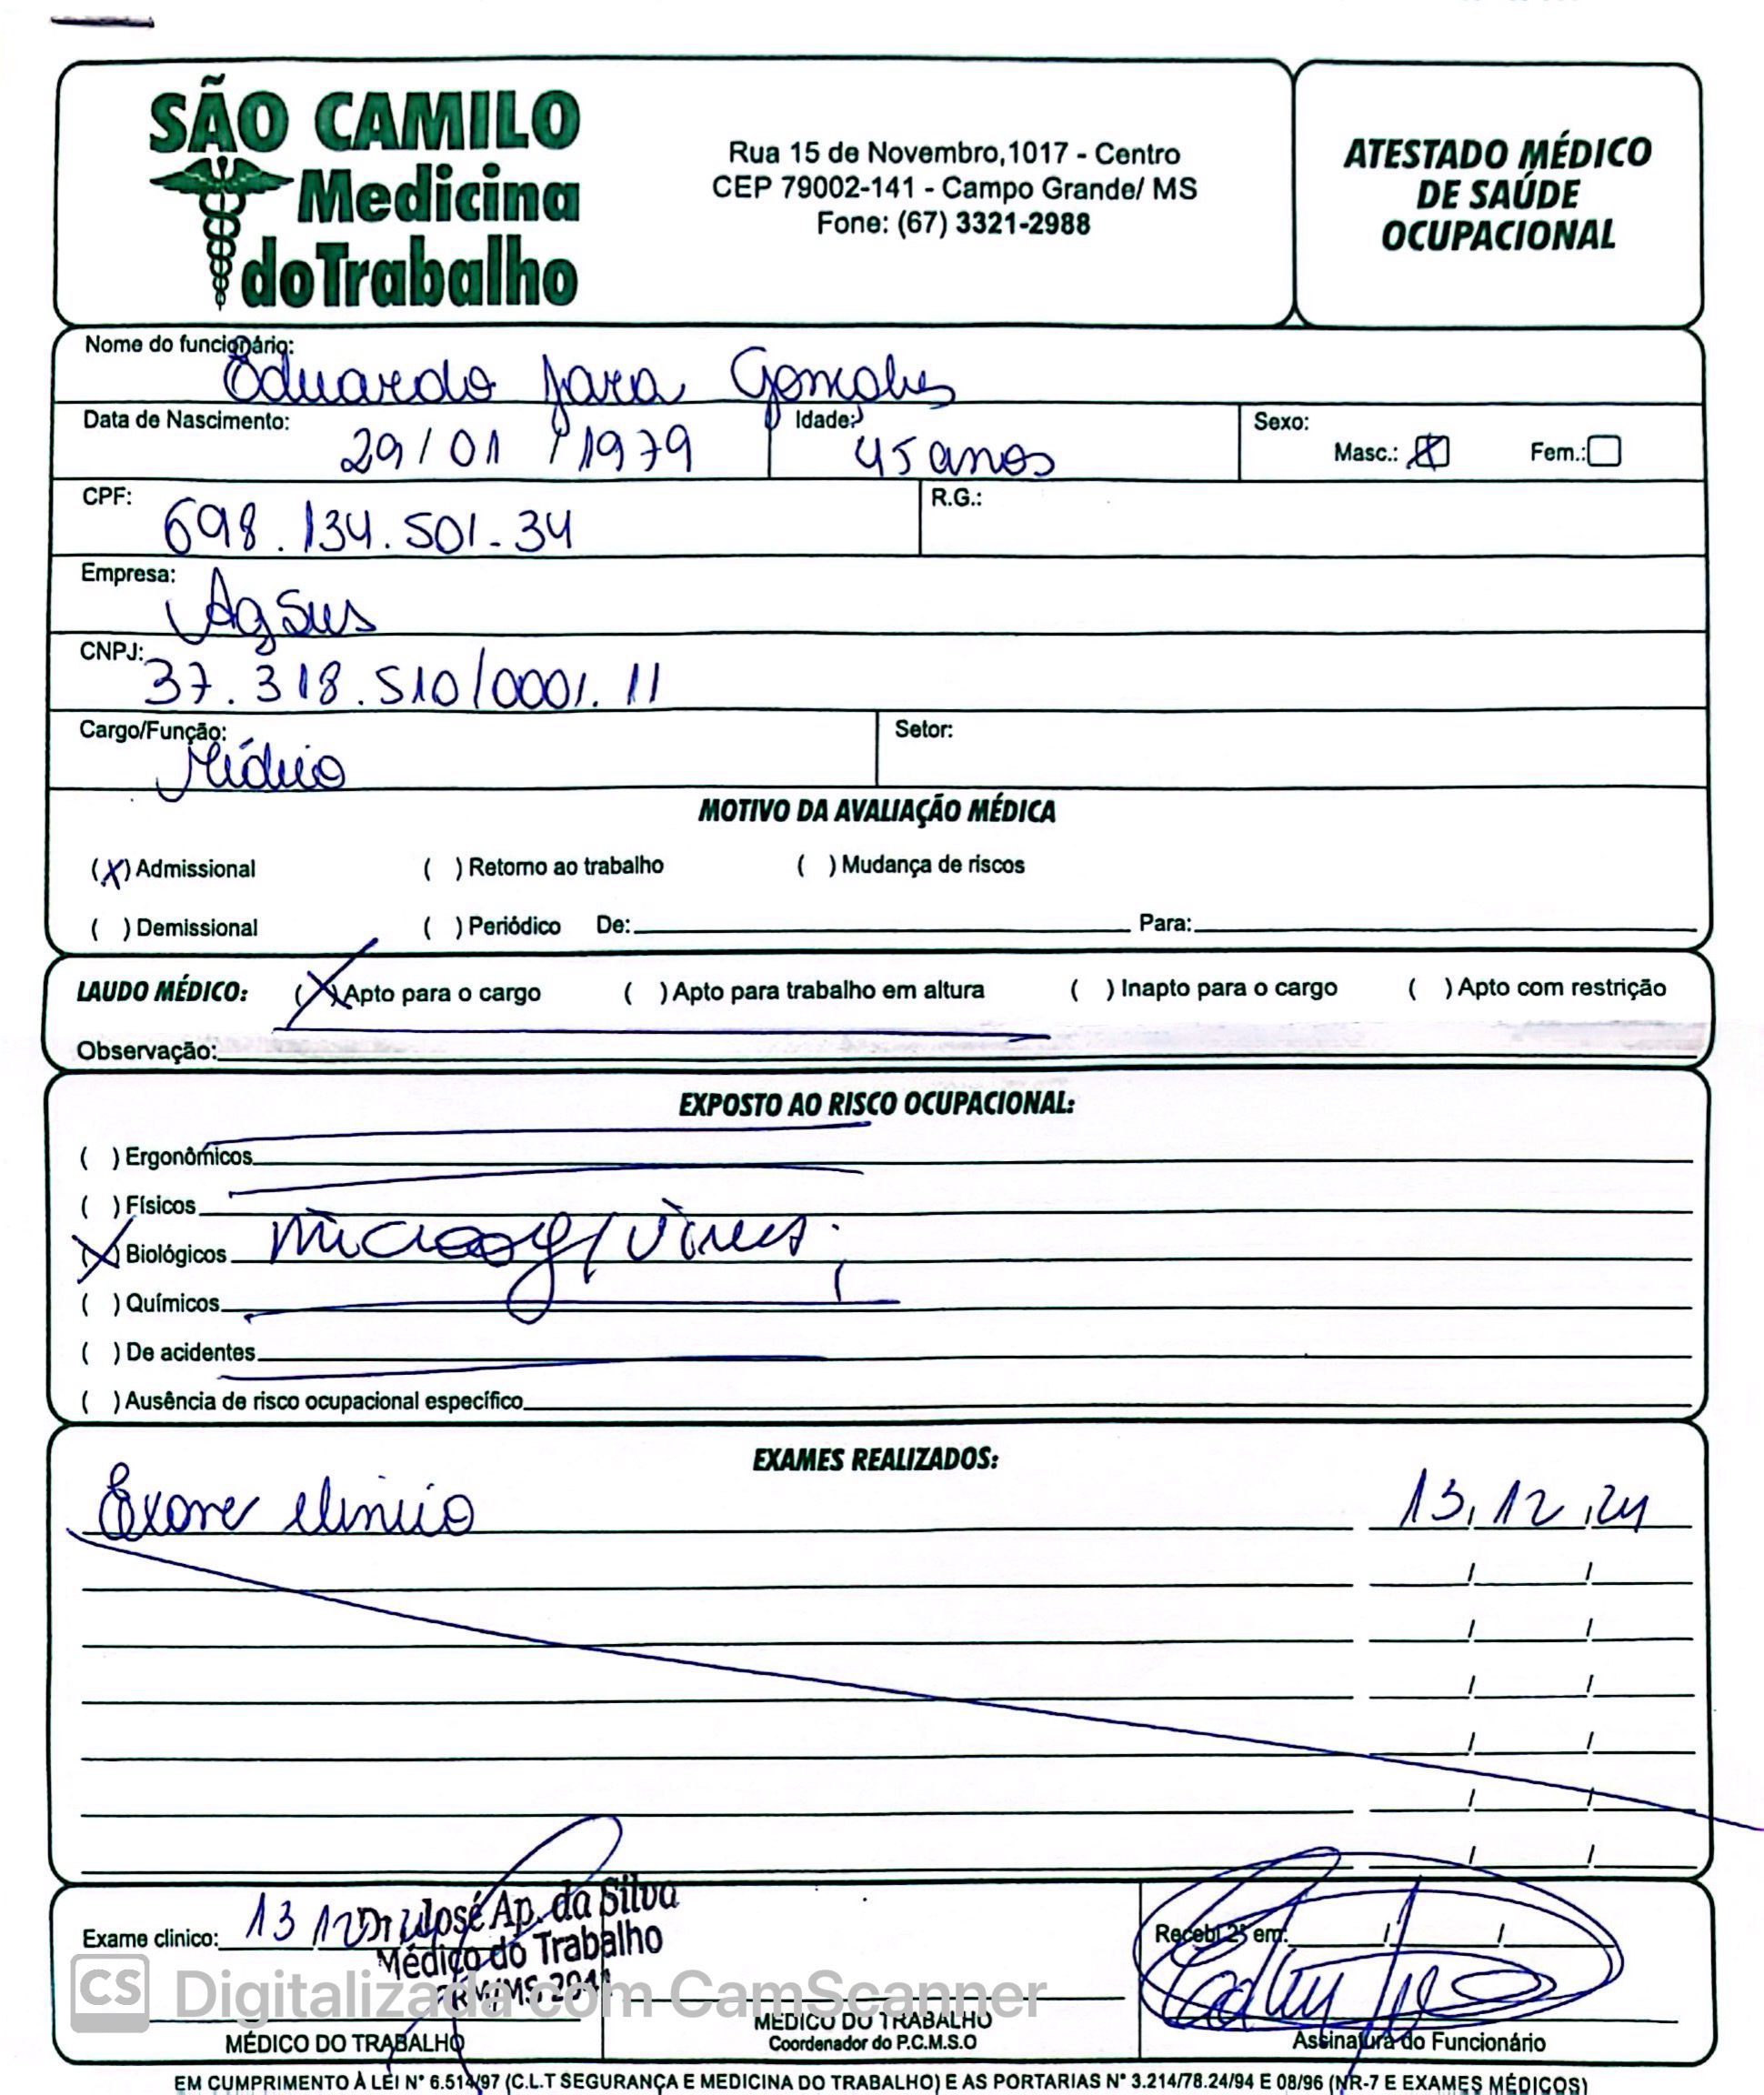 SÃO CAMILO
Medicina
do Trabalho
Rua 15 de Novembro,1017 - Centro
CEP 79002-141 - Campo Grande/ MS
Fone: (67) 3321-2988
ATESTADO MÉDICO
DE SAÚDE
OCUPACIONAL
Nome do funcionário: Eduardo Jara Gonçalves
Data de Nascimento: 29/01/1979 Idade: 45 anos Sexo: Masc.: X Fem.:
CPF: 698.134.501-34 R.G.:
Empresa: AgSus
CNPJ: 37.318.510/0001.11
Cargo/Função: Médico Setor:
MOTIVO DA AVALIAÇÃO MÉDICA
(X) Admissional ( ) Retorno ao trabalho ( ) Mudança de riscos
( ) Demissional ( ) Periódico De: Para:
LAUDO MÉDICO: (X) Apto para o cargo ( ) Apto para trabalho em altura ( ) Inapto para o cargo ( ) Apto com restrição
Observação:
EXPOSTO AO RISCO OCUPACIONAL:
( ) Ergonômicos
( ) Físicos
(X) Biológicos Microorg/Vírus.
( ) Químicos
( ) De acidentes
( ) Ausência de risco ocupacional específico
EXAMES REALIZADOS:
Exame clínico 13/12/24
/ /
/ /
/ /
/ /
/ /
/ /
Exame clinico: 13 12 Dr. José Ap. da Silva
Médico do Trabalho
CRM/MS 2941
Recebi 2ª em: / /
CS Digitalizado com CamScanner
MÉDICO DO TRABALHO
MÉDICO DO TRABALHO
Coordenador do P.C.M.S.O
Assinatura do Funcionário
EM CUMPRIMENTO À LEI N° 6.514/97 (C.L.T SEGURANÇA E MEDICINA DO TRABALHO) E AS PORTARIAS N° 3.214/78.24/94 E 08/96 (NR-7 E EXAMES MÉDICOS)